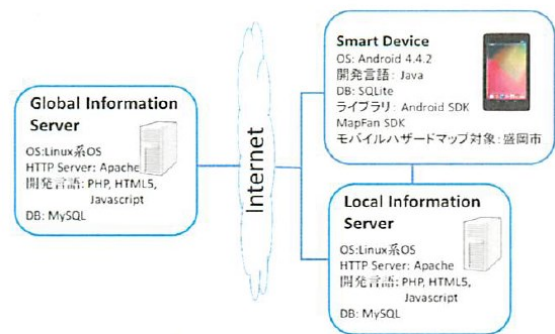 Global Information
Server
OS:Linux系OS
HTTP Server: Apache
開発言語: PHP, HTML5,
Javascript
DB: MySQL
Internet
Smart Device
OS: Android 4.4.2
開発言語: Java
DB: SQLite
ライブラリ: Android SDK
MapFan SDK
モバイルハザードマップ対象: 盛岡市
Local Information
Server
OS:Linux系OS
HTTP Server: Apache
開発言語: PHP, HTML5,
Javascript
DB: MySQL